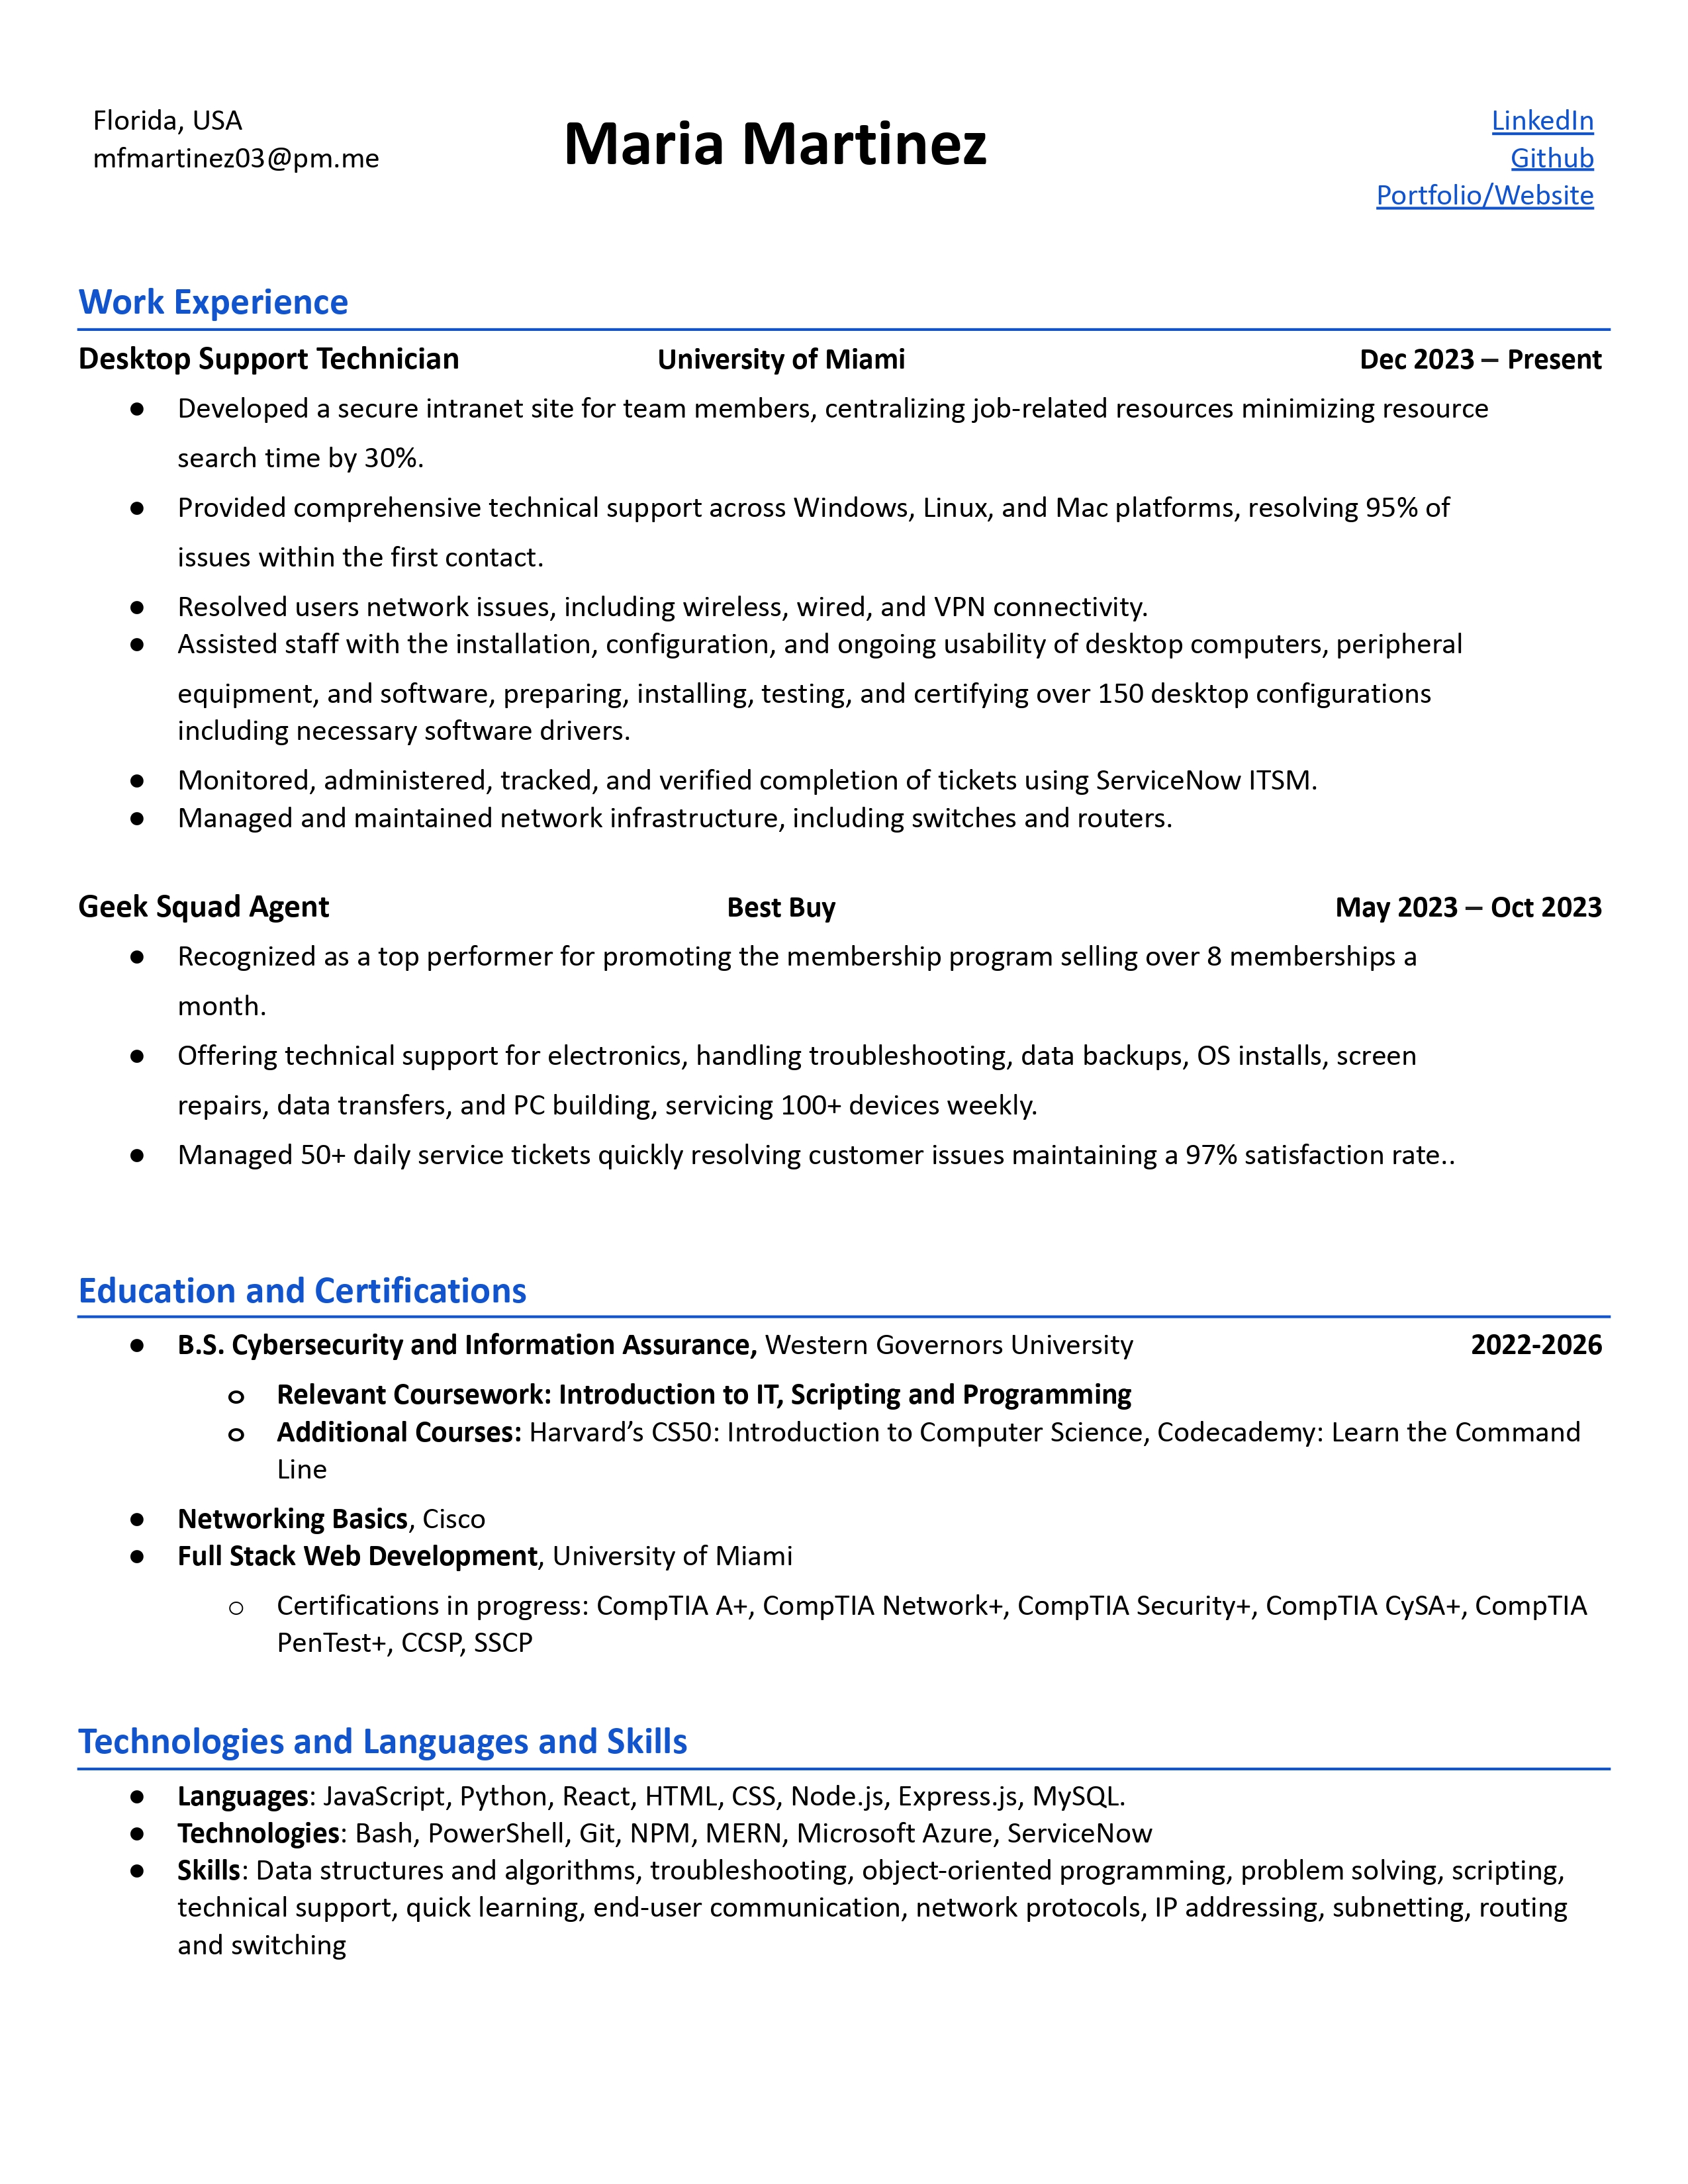 Florida, USA
mfmartinez03@pm.me
Maria Martinez
LinkedIn
Github
Portfolio/Website
Work Experience
Desktop Support Technician University of Miami Dec 2023 – Present
● Developed a secure intranet site for team members, centralizing job-related resources minimizing resource
search time by 30%.
● Provided comprehensive technical support across Windows, Linux, and Mac platforms, resolving 95% of
issues within the first contact.
● Resolved users network issues, including wireless, wired, and VPN connectivity.
● Assisted staff with the installation, configuration, and ongoing usability of desktop computers, peripheral
equipment, and software, preparing, installing, testing, and certifying over 150 desktop configurations
including necessary software drivers.
● Monitored, administered, tracked, and verified completion of tickets using ServiceNow ITSM.
● Managed and maintained network infrastructure, including switches and routers.
Geek Squad Agent Best Buy May 2023 – Oct 2023
● Recognized as a top performer for promoting the membership program selling over 8 memberships a
month.
● Offering technical support for electronics, handling troubleshooting, data backups, OS installs, screen
repairs, data transfers, and PC building, servicing 100+ devices weekly.
● Managed 50+ daily service tickets quickly resolving customer issues maintaining a 97% satisfaction rate..
Education and Certifications
● B.S. Cybersecurity and Information Assurance, Western Governors University 2022-2026
o Relevant Coursework: Introduction to IT, Scripting and Programming
o Additional Courses: Harvard’s CS50: Introduction to Computer Science, Codecademy: Learn the Command
Line
● Networking Basics, Cisco
● Full Stack Web Development, University of Miami
o Certifications in progress: CompTIA A+, CompTIA Network+, CompTIA Security+, CompTIA CySA+, CompTIA
PenTest+, CCSP, SSCP
Technologies and Languages and Skills
● Languages: JavaScript, Python, React, HTML, CSS, Node.js, Express.js, MySQL.
● Technologies: Bash, PowerShell, Git, NPM, MERN, Microsoft Azure, ServiceNow
● Skills: Data structures and algorithms, troubleshooting, object-oriented programming, problem solving, scripting,
technical support, quick learning, end-user communication, network protocols, IP addressing, subnetting, routing
and switching